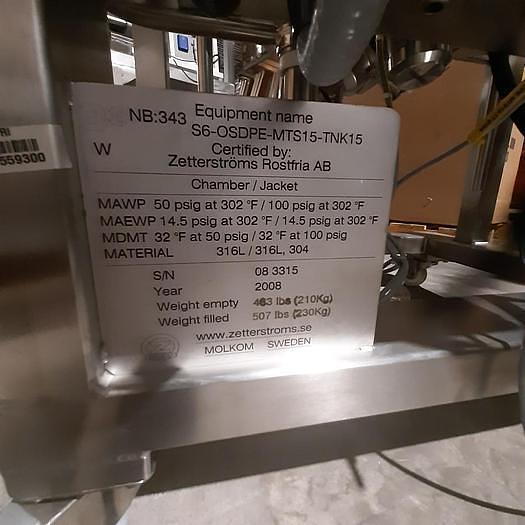 NB:343 Equipment name
S6-OSDPE-MTS15-TNK15
W Certified by:
Zetterströms Rostfria AB
Chamber / Jacket
MAWP 50 psig at 302 °F / 100 psig at 302 °F
MAEWP 14.5 psig at 302 °F / 14.5 psig at 302 °F
MDMT 32 °F at 50 psig / 32 °F at 100 psig
MATERIAL 316L / 316L, 304
S/N 08 3315
Year 2008
Weight empty 463 lbs (210Kg)
Weight filled 507 lbs (230Kg)
www.zetterstroms.se
MOLKOM SWEDEN
RI
559300